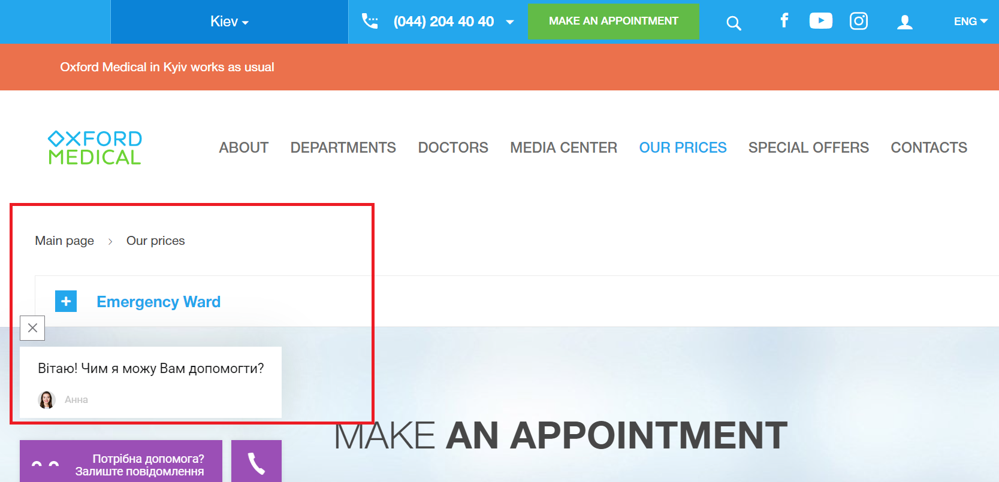 Kiev
(044) 204 40 40
MAKE AN APPOINTMENT
ENG
Oxford Medical in Kyiv works as usual
OXFORD
MEDICAL
ABOUT
DEPARTMENTS
DOCTORS
MEDIA CENTER
OUR PRICES
SPECIAL OFFERS
CONTACTS
Main page > Our prices
Emergency Ward
Вітаю! Чим я можу Вам допомогти?
Анна
MAKE AN APPOINTMENT
Потрібна допомога?
Залиште повідомлення